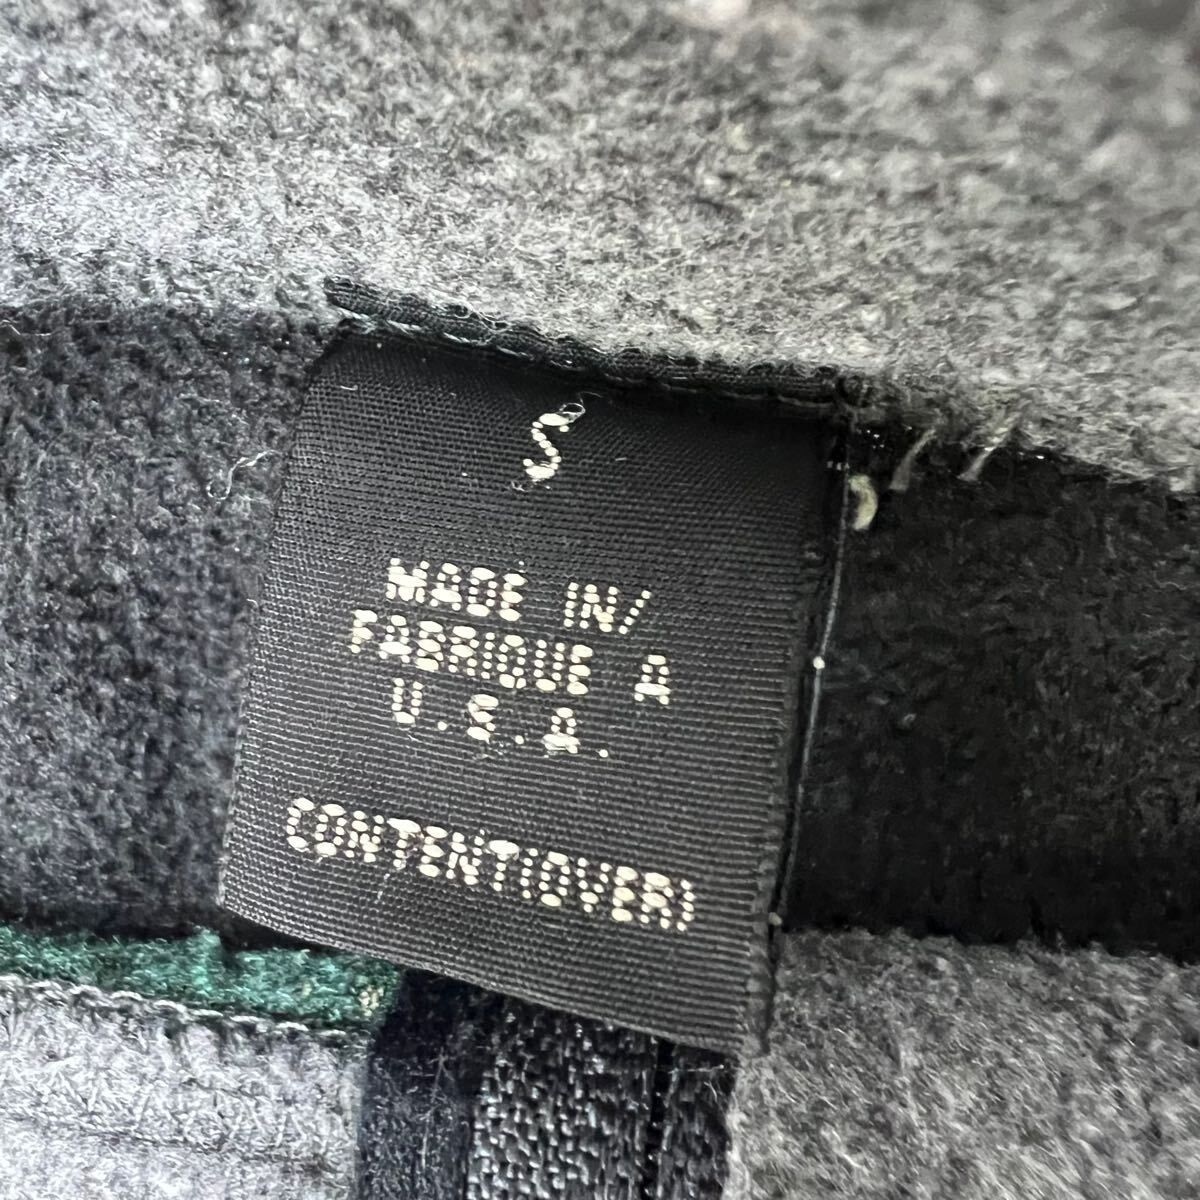 S
MADE IN/
FABRIQUE A
U.S.A.
CONTENT(OVER)